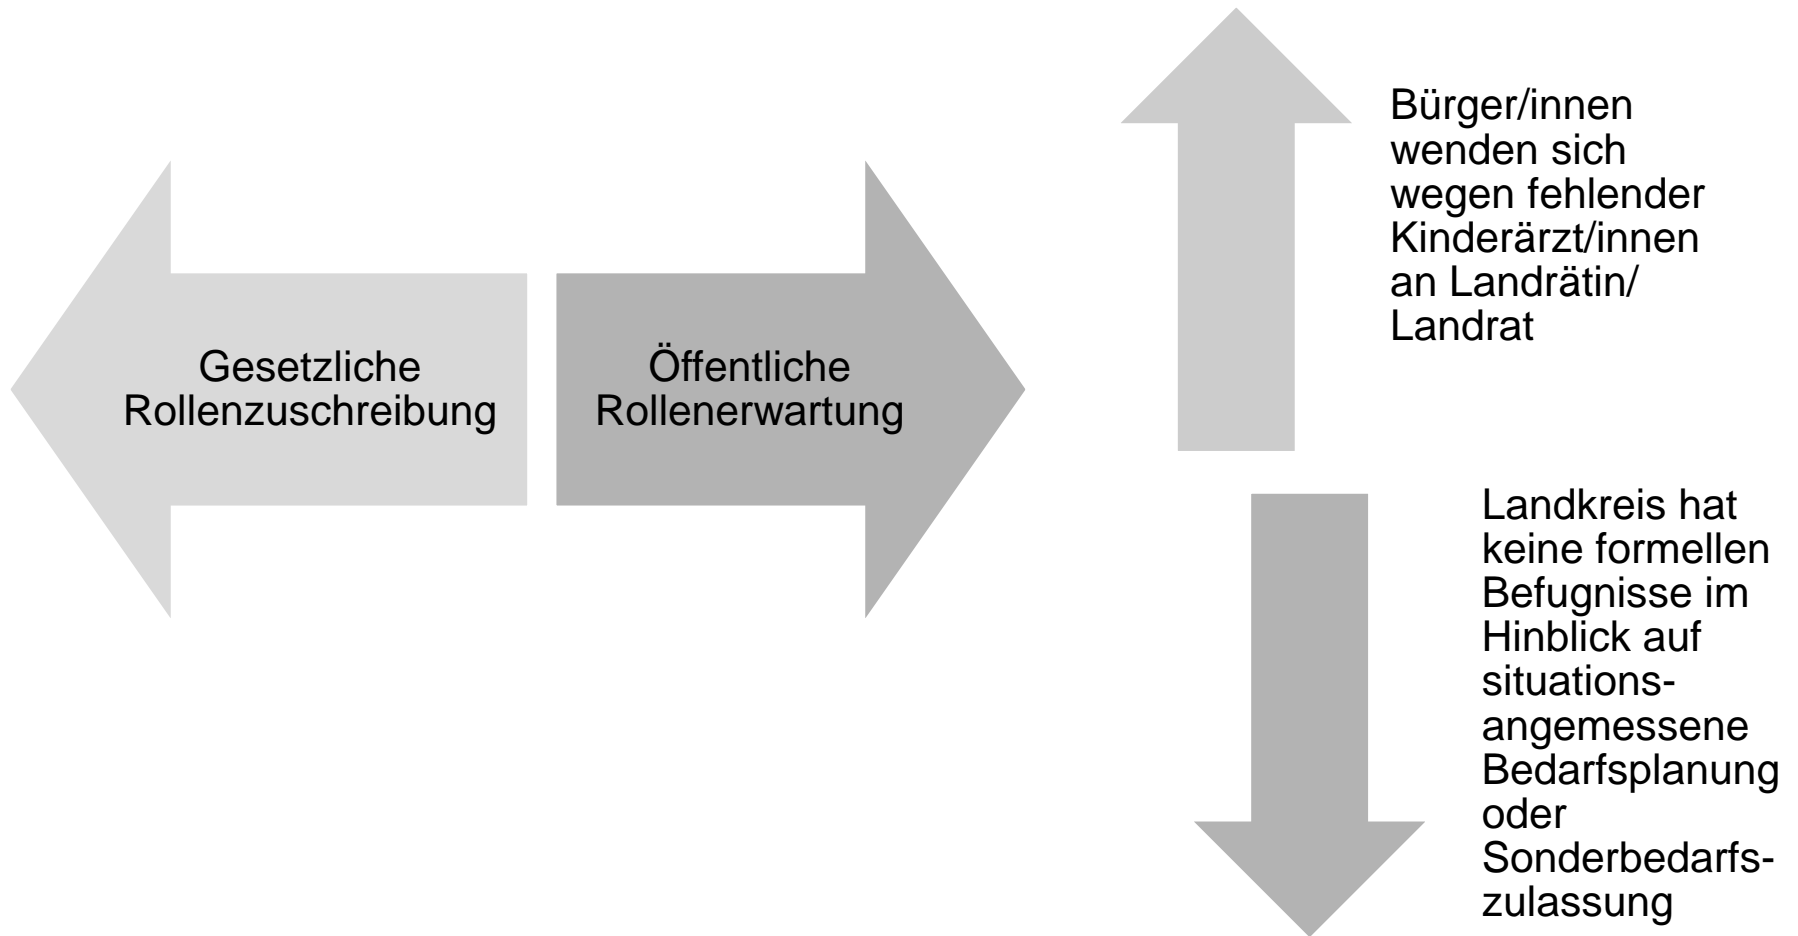 Gesetzliche
Rollenzuschreibung
Öffentliche
Rollenerwartung
Bürger/innen
wenden sich
wegen fehlender
Kinderärzt/innen
an Landrätin/
Landrat
Landkreis hat
keine formellen
Befugnisse im
Hinblick auf
situations-
angemessene
Bedarfsplanung
oder
Sonderbedarfs-
zulassung